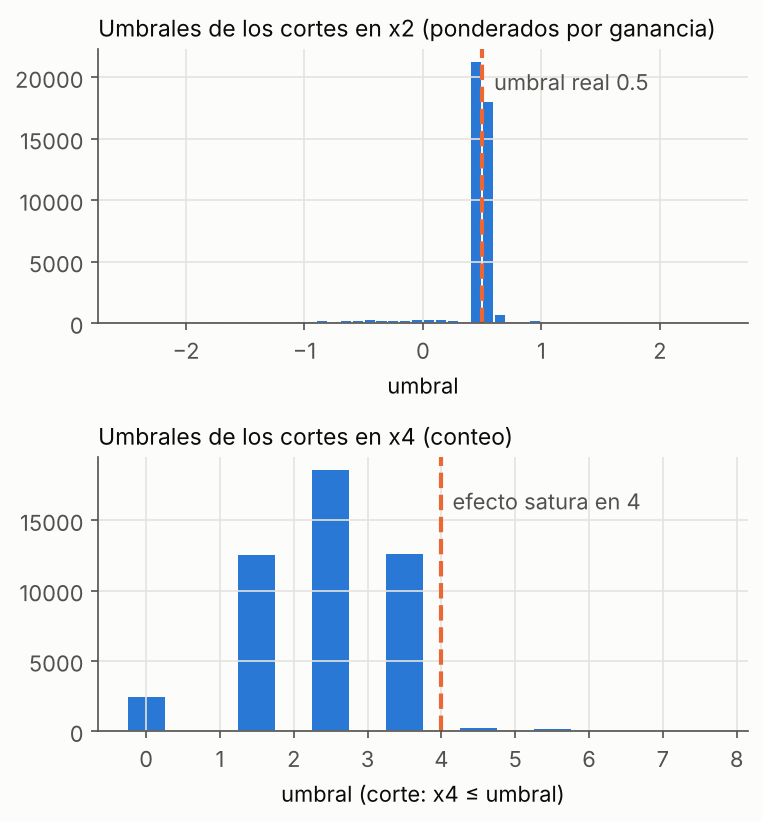 Umbrales de los cortes en x2 (ponderados por ganancia)
20000
15000
10000
5000
0
umbral real 0.5
−2 −1 0 1 2
umbral
Umbrales de los cortes en x4 (conteo)
15000
10000
5000
0
efecto satura en 4
0 1 2 3 4 5 6 7 8
umbral (corte: x4 ≤ umbral)